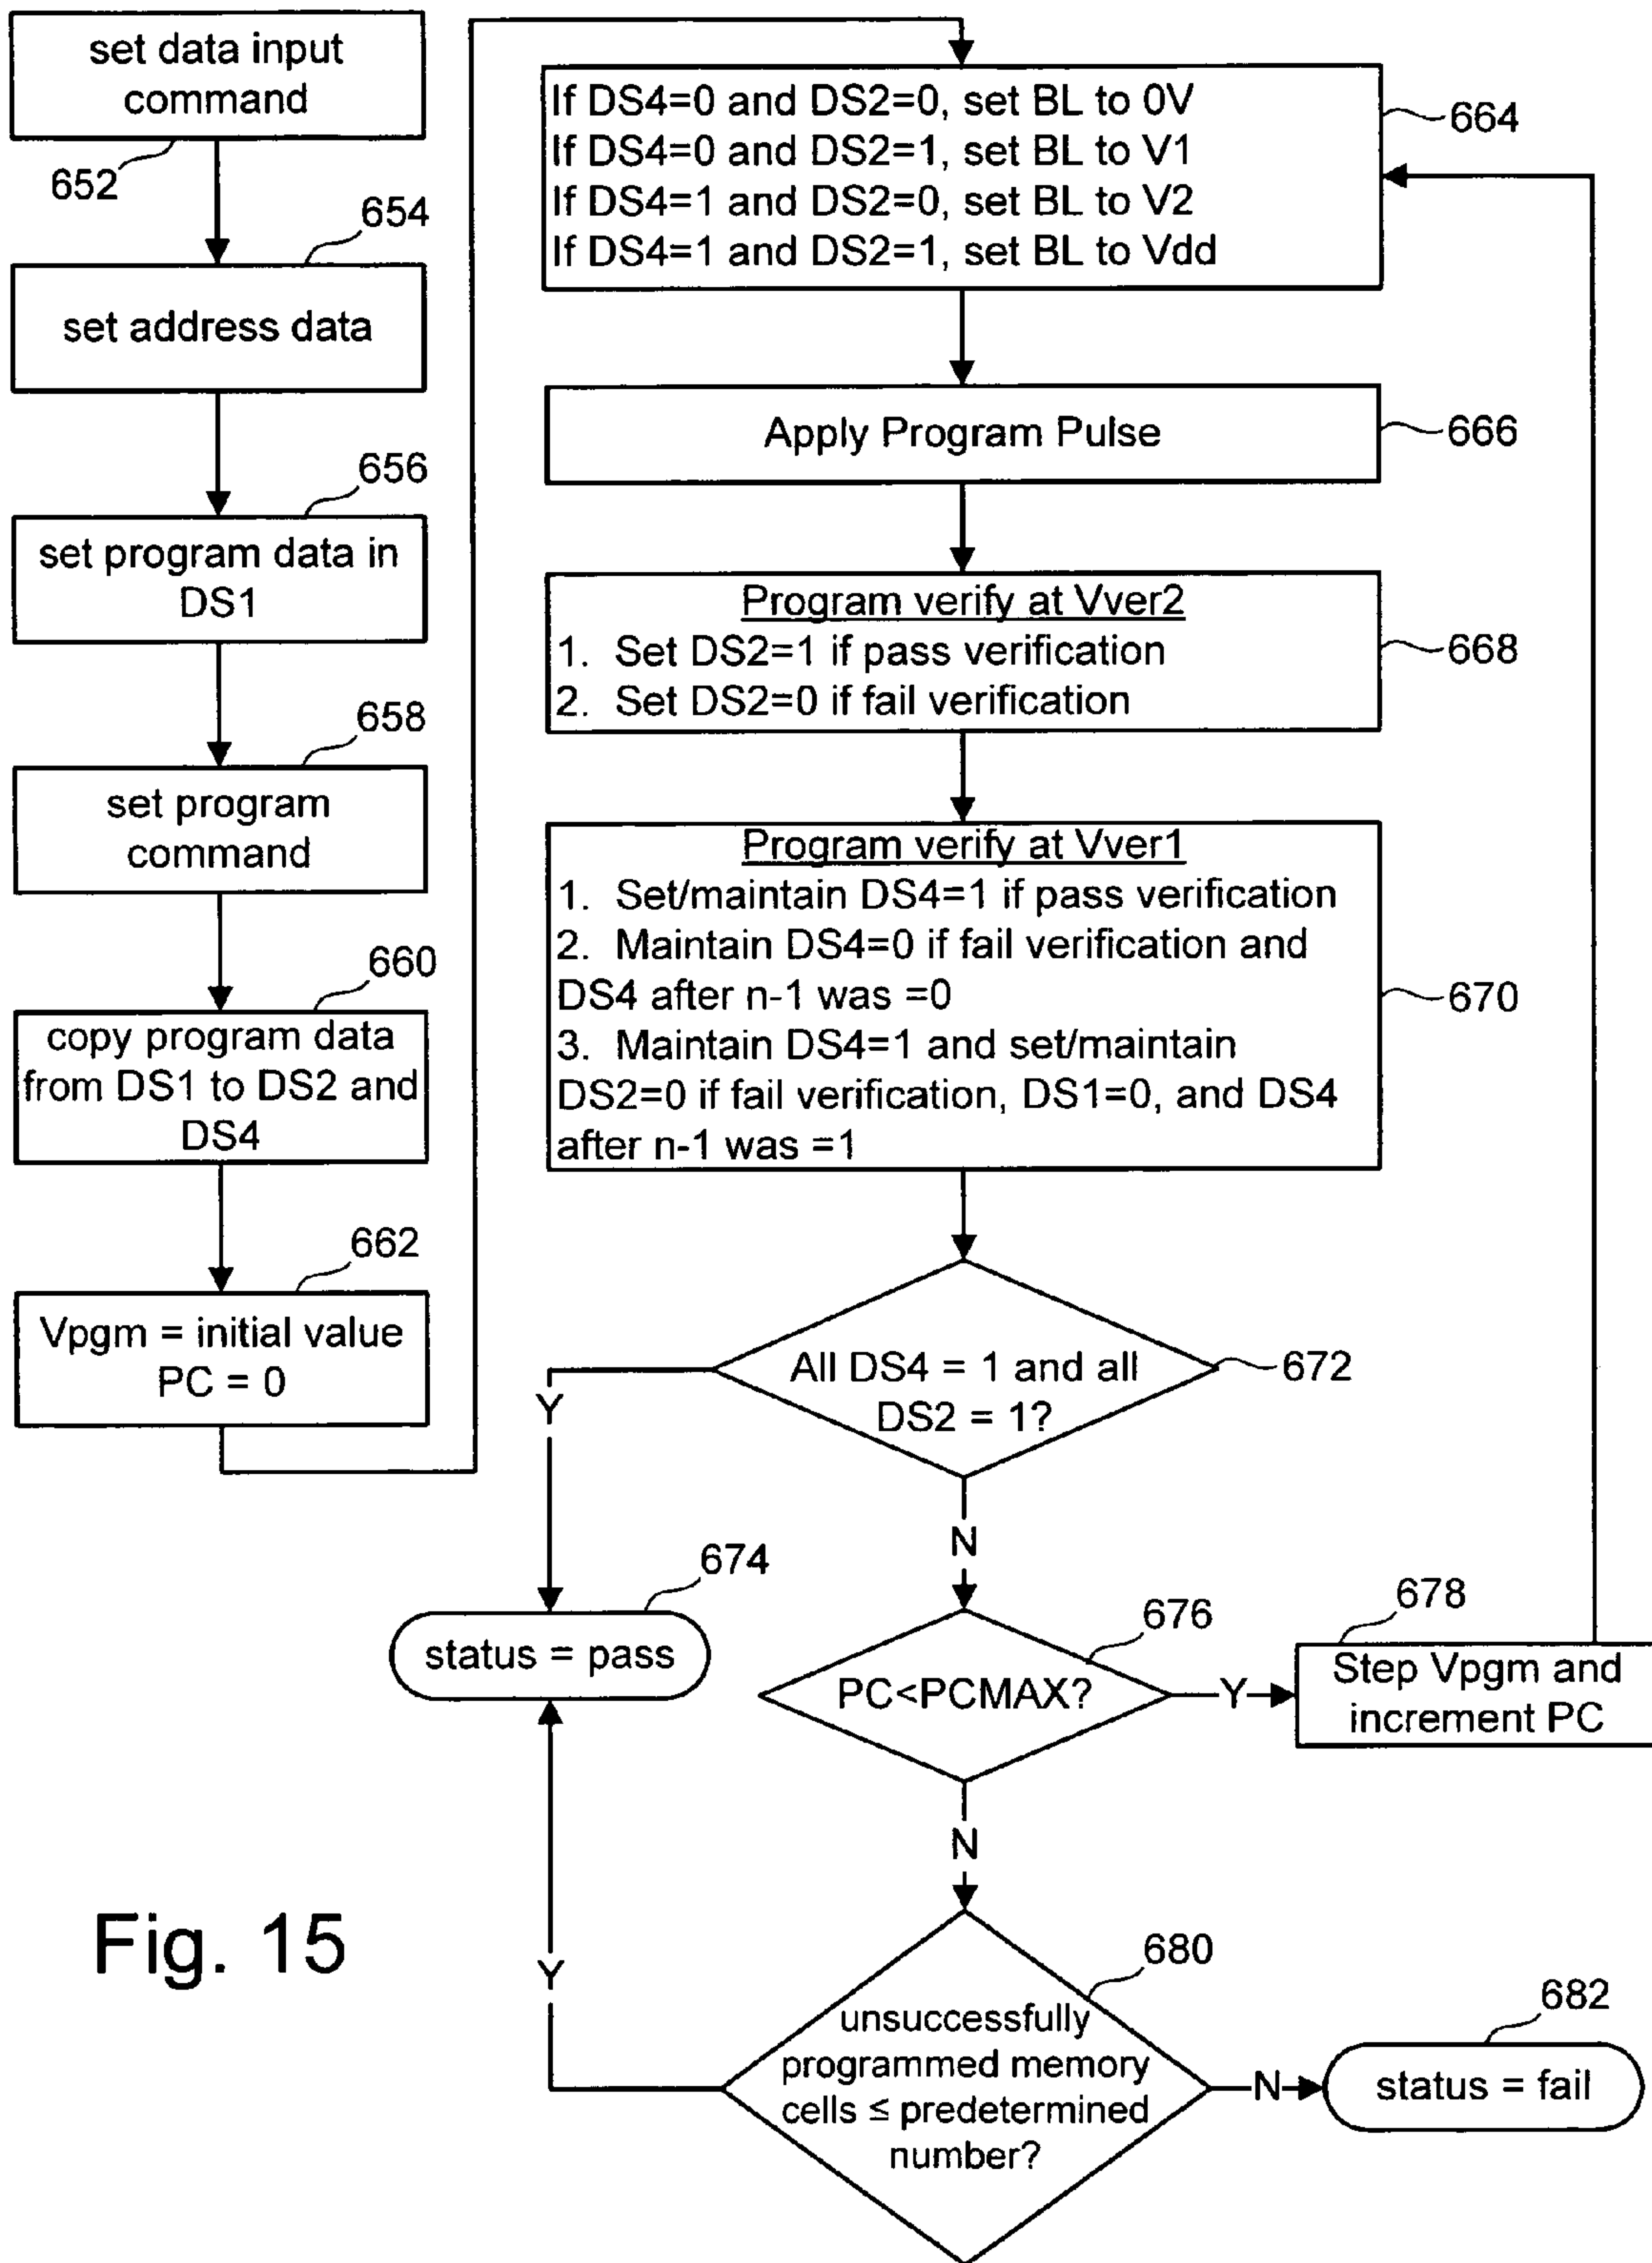 set data input
command
652
654
set address data
656
set program data in
DS1
658
set program
command
660
copy program data
from DS1 to DS2 and
DS4
662
Vpgm = initial value
PC = 0
If DS4=0 and DS2=0, set BL to 0V
If DS4=0 and DS2=1, set BL to V1
If DS4=1 and DS2=0, set BL to V2
If DS4=1 and DS2=1, set BL to Vdd
664
Apply Program Pulse
666
Program verify at Vver2
1. Set DS2=1 if pass verification
2. Set DS2=0 if fail verification
668
Program verify at Vver1
1. Set/maintain DS4=1 if pass verification
2. Maintain DS4=0 if fail verification and
DS4 after n-1 was =0
3. Maintain DS4=1 and set/maintain
DS2=0 if fail verification, DS1=0, and DS4
after n-1 was =1
670
All DS4 = 1 and all
DS2 = 1?
672
Y
N
674
status = pass
676
PC<PCMAX?
Y
678
Step Vpgm and
increment PC
N
680
unsuccessfully
programmed memory
cells ≤ predetermined
number?
Y
N
682
status = fail
Fig. 15